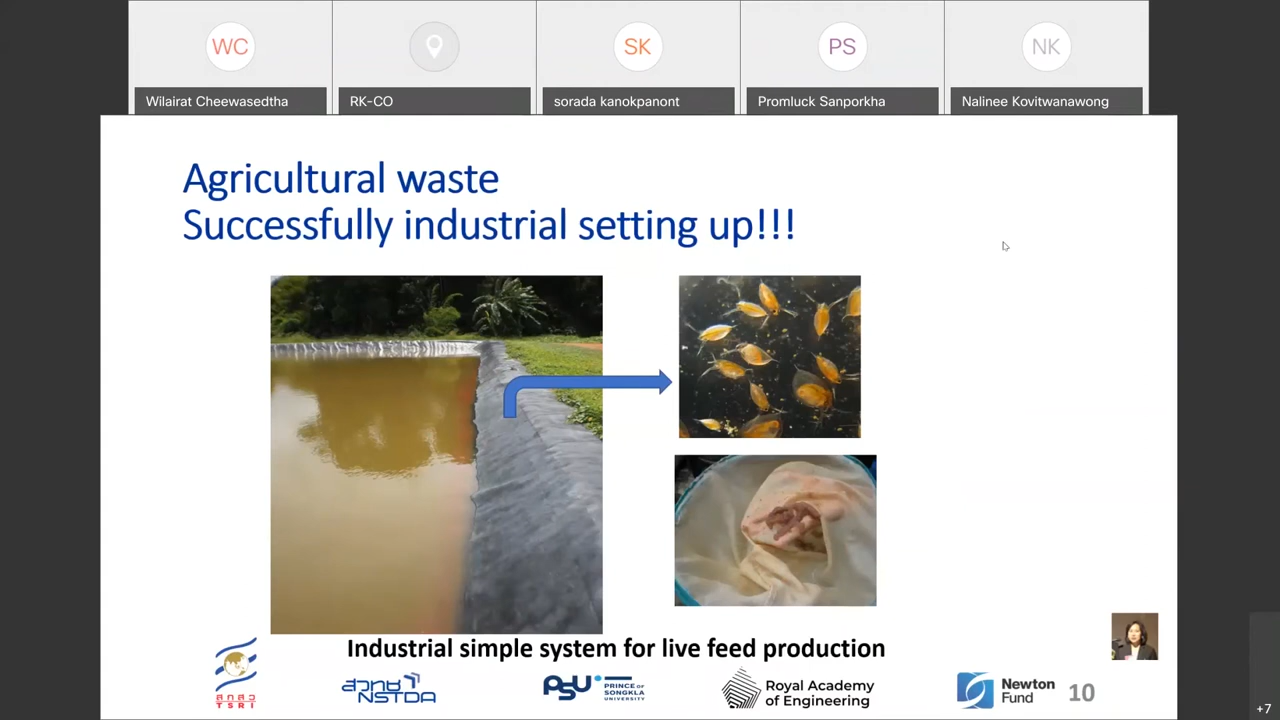 WC
SK
PS
NK
Wilairat Cheewasedtha
RK-CO
sorada kanokpanont
Promluck Sanporkha
Nalinee Kovitwanawong
Agricultural waste
Successfully industrial setting up!!!
Industrial simple system for live feed production
สกสว
TSRI
สวทช
NSTDA
PSU
PRINCE OF
SONGKLA
UNIVERSITY
Royal Academy
of Engineering
Newton
Fund
10
+7